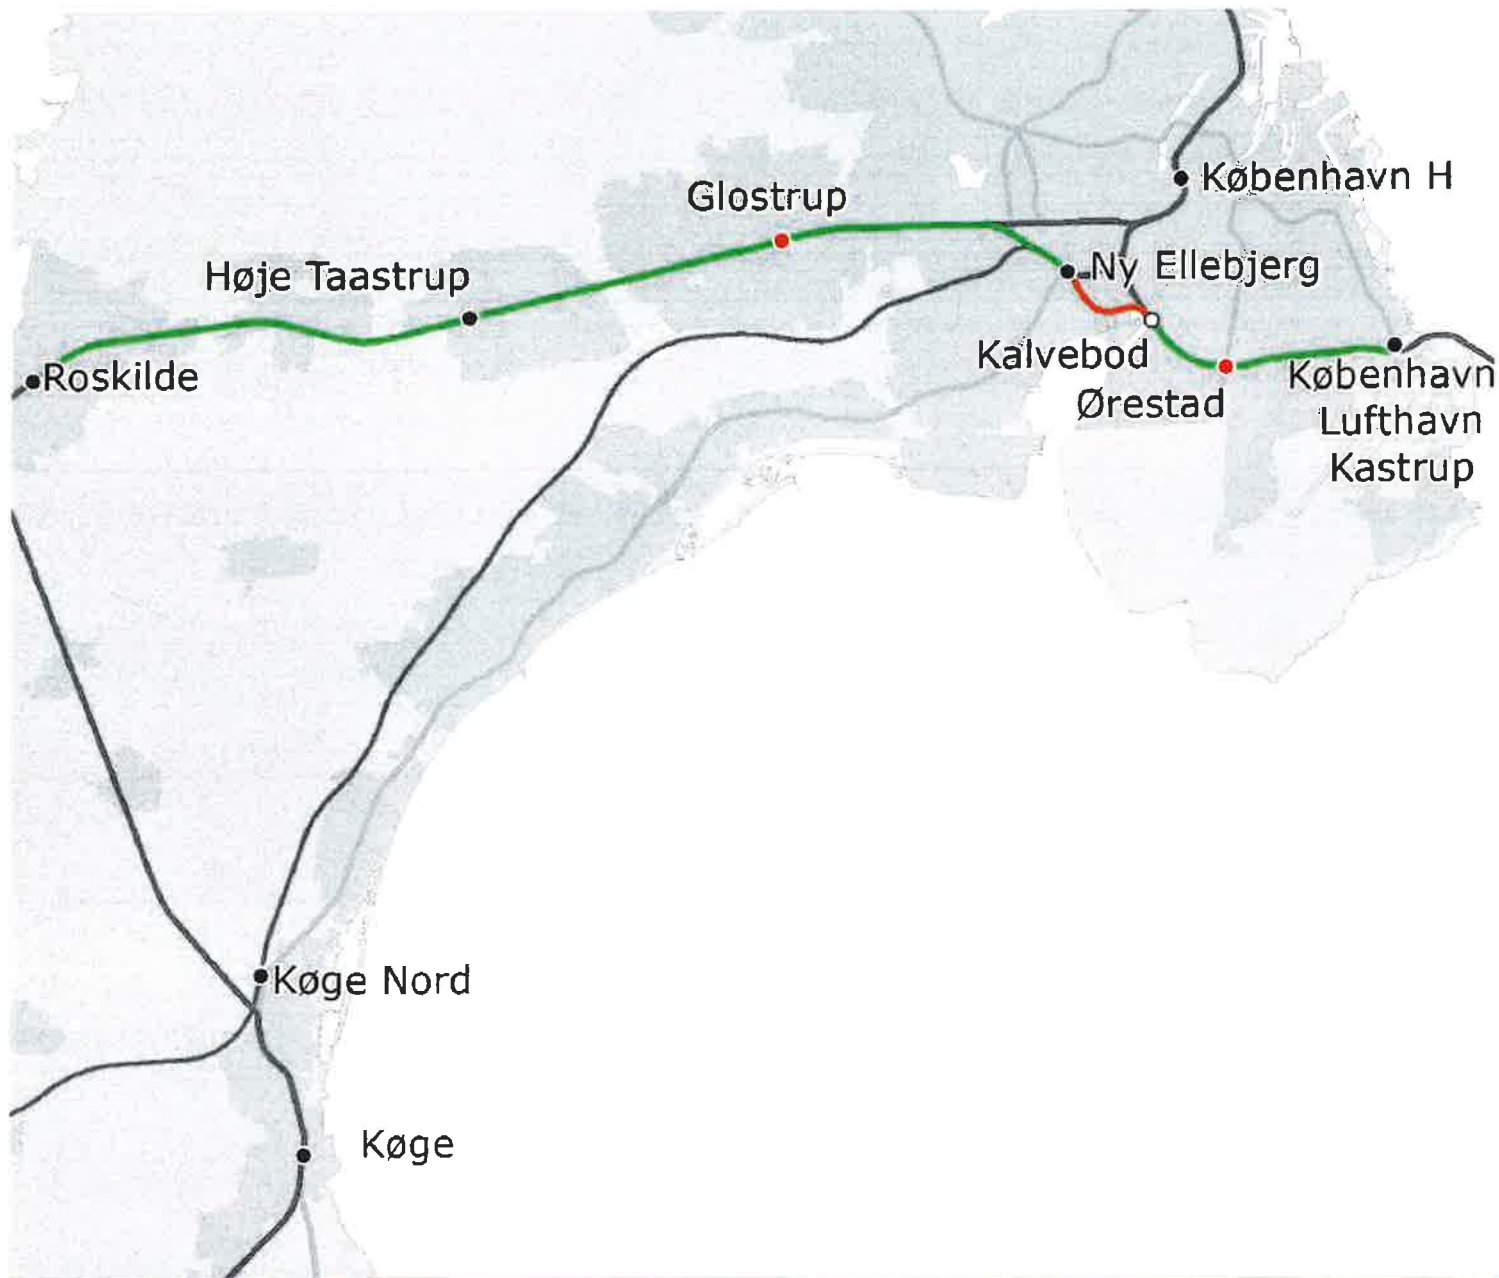 København H
Glostrup
Høje Taastrup
Ny Ellebjerg
Roskilde
Kalvebod
Ørestad
København
Lufthavn
Kastrup
Køge Nord
Køge